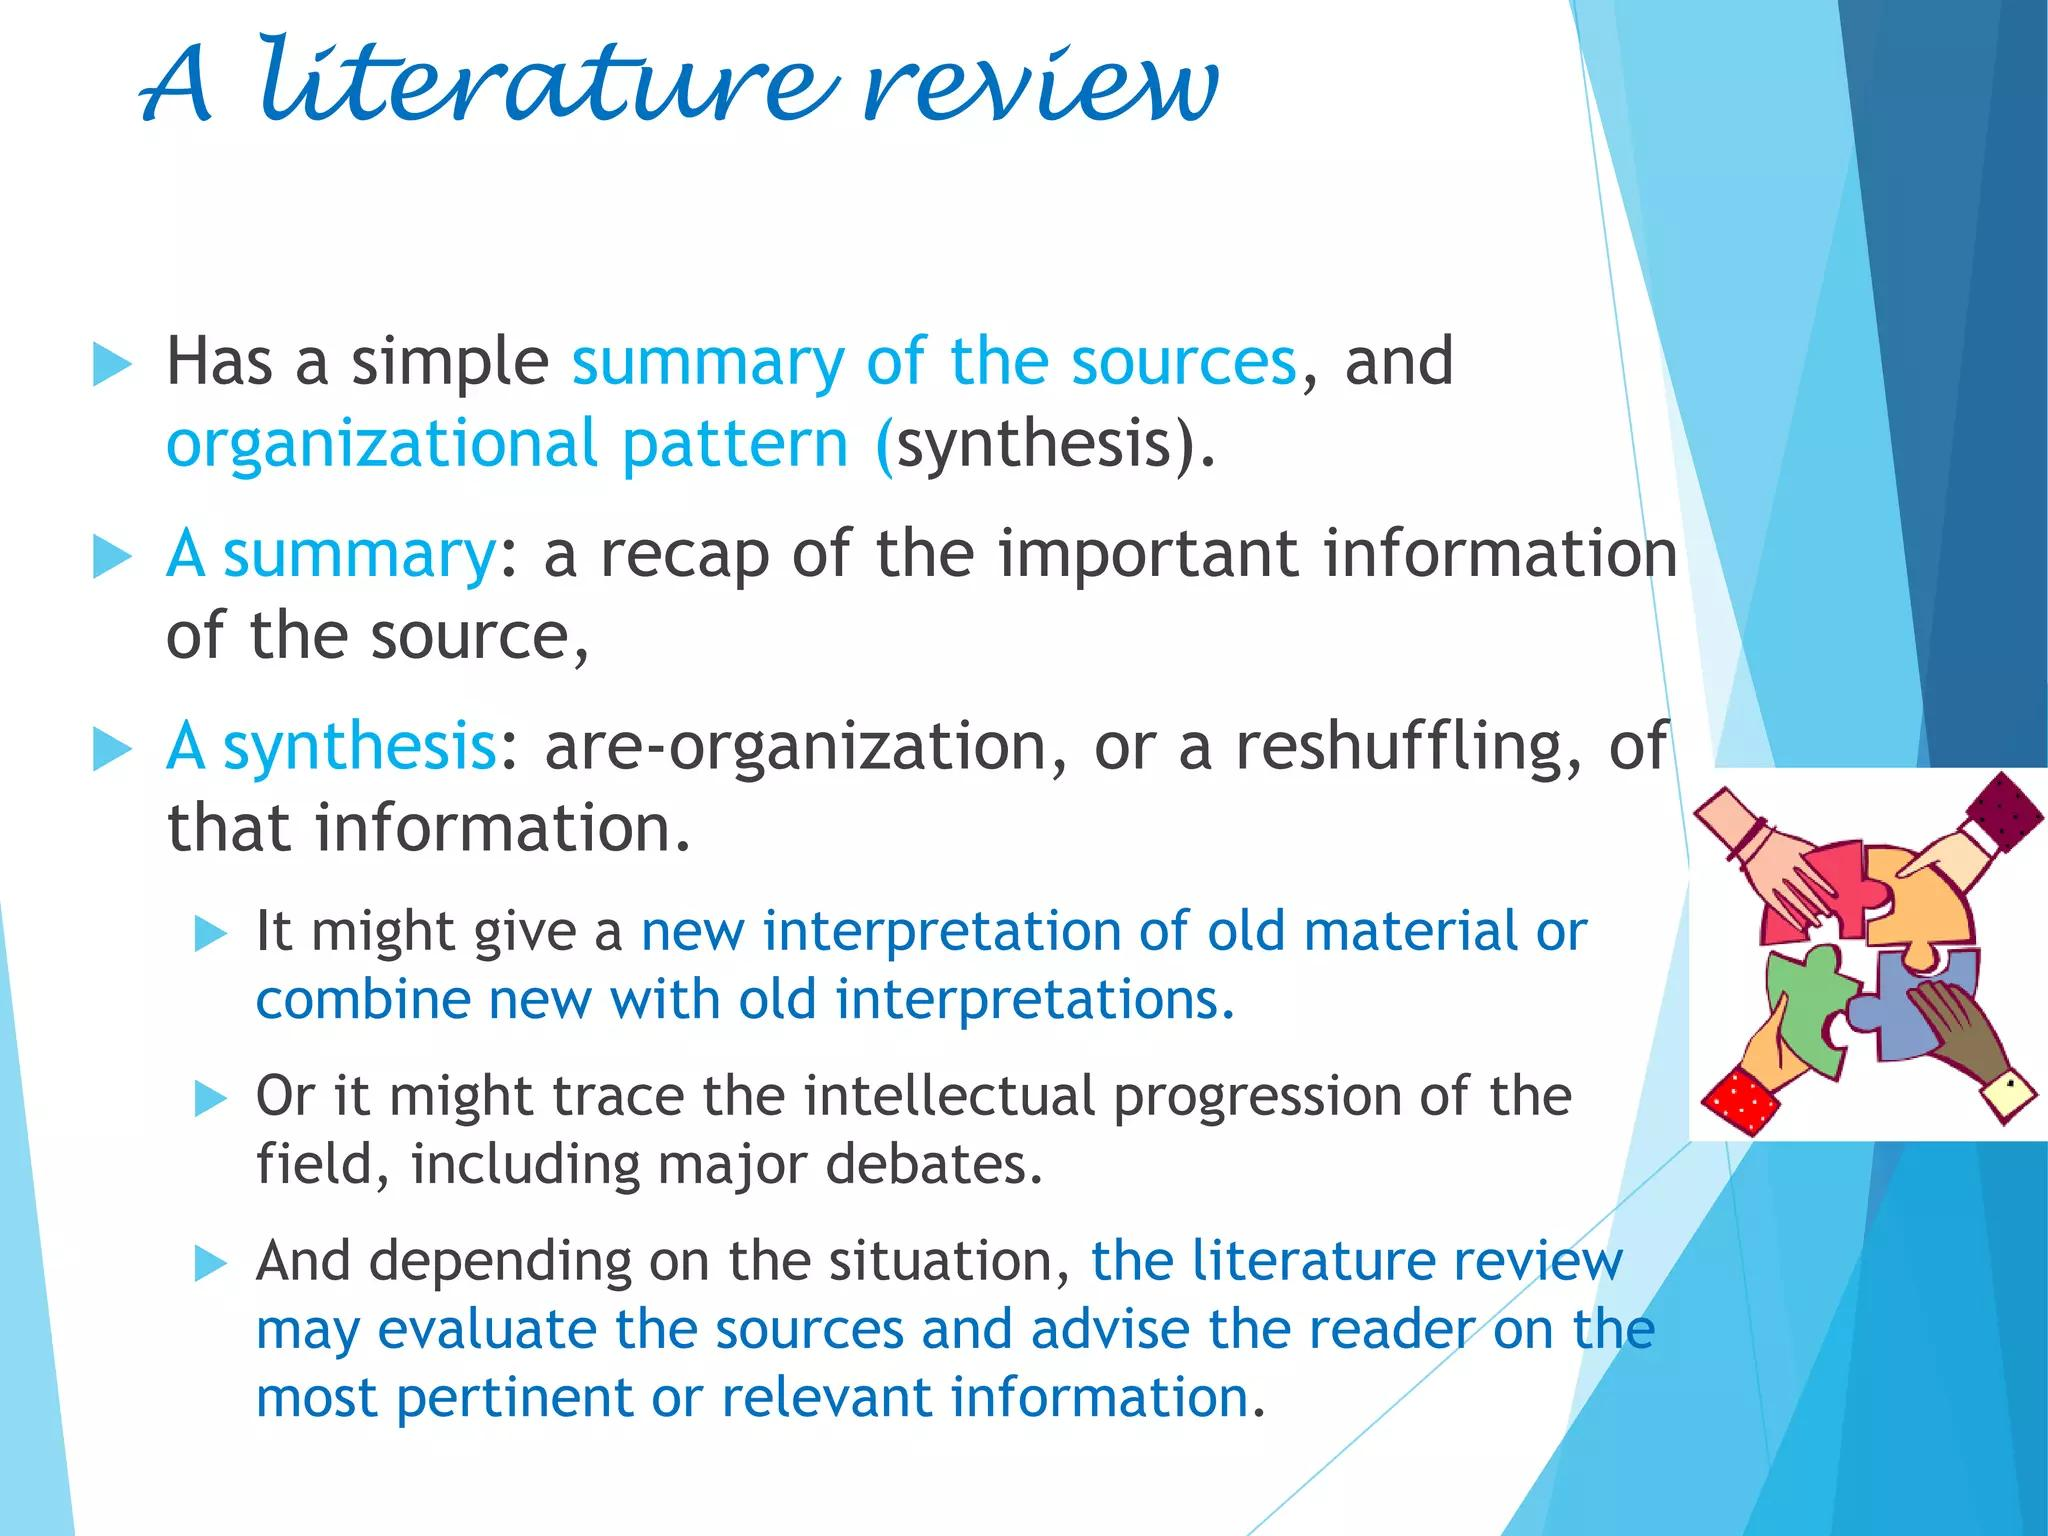 A literature review
Has a simple summary of the sources, and
organizational pattern (synthesis).
A summary: a recap of the important information
of the source,
A synthesis: are-organization, or a reshuffling, of
that information.
It might give a new interpretation of old material or
combine new with old interpretations.
Or it might trace the intellectual progression of the
field, including major debates.
And depending on the situation, the literature review
may evaluate the sources and advise the reader on the
most pertinent or relevant information.